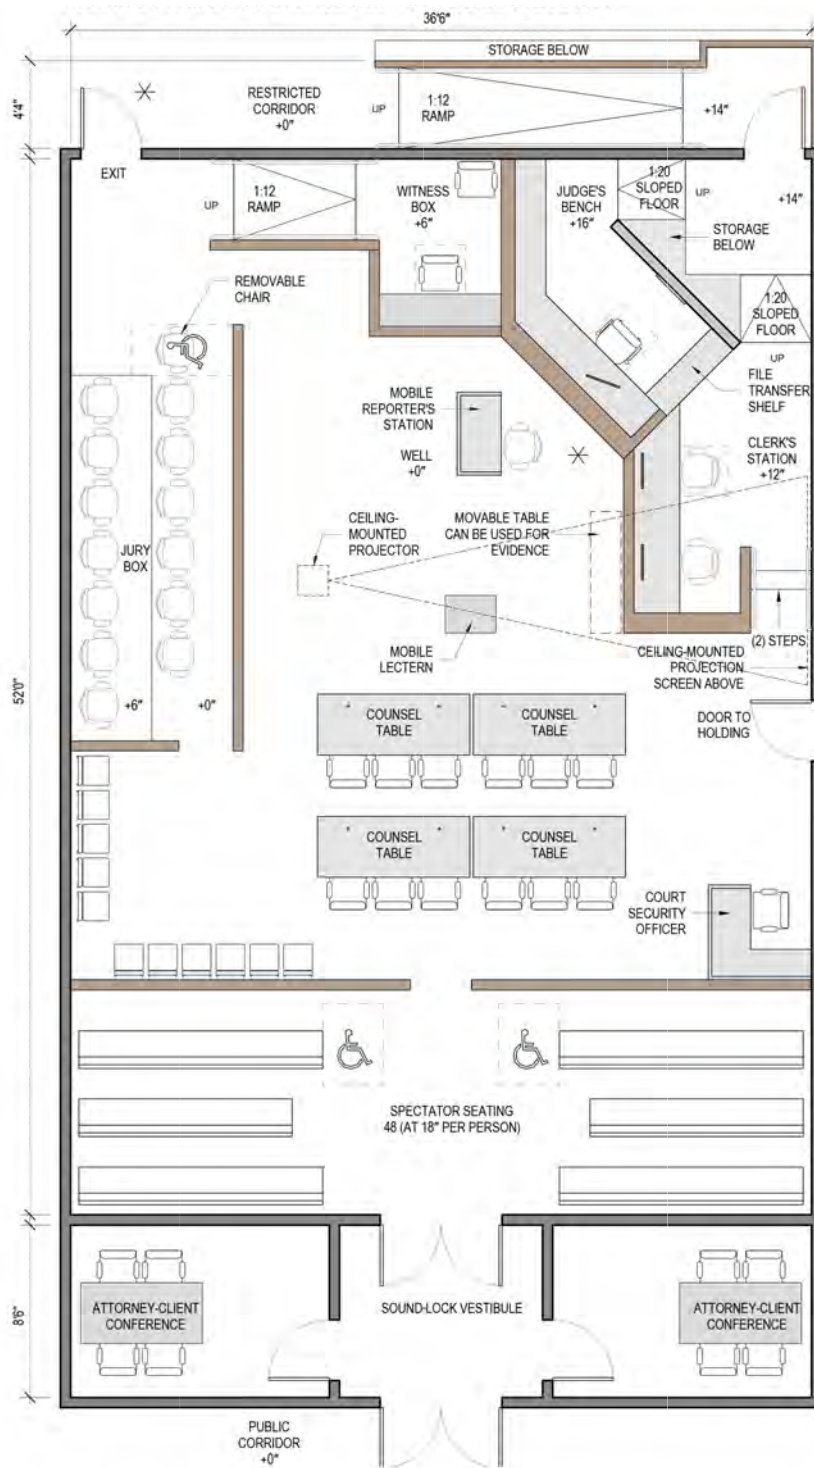 36'6"
STORAGE BELOW
4'4"
RESTRICTED
CORRIDOR
+0"
UP
1:12
RAMP
+14"
EXIT
UP
1:12
RAMP
WITNESS
BOX
+6"
JUDGE'S
BENCH
+16"
1:20
SLOPED
FLOOR
UP
+14"
STORAGE
BELOW
REMOVABLE
CHAIR
1:20
SLOPED
FLOOR
UP
FILE
TRANSFER
SHELF
MOBILE
REPORTER'S
STATION
WELL
+0"
CLERK'S
STATION
+12"
CEILING-
MOUNTED
PROJECTOR
MOVABLE TABLE
CAN BE USED FOR
EVIDENCE
JURY
BOX
MOBILE
LECTERN
(2) STEPS
CEILING-MOUNTED
PROJECTION
SCREEN ABOVE
52'0"
+6"
+0"
COUNSEL
TABLE
COUNSEL
TABLE
DOOR TO
HOLDING
COUNSEL
TABLE
COUNSEL
TABLE
COURT
SECURITY
OFFICER
SPECTATOR SEATING
48 (AT 18" PER PERSON)
8'6"
ATTORNEY-CLIENT
CONFERENCE
SOUND-LOCK VESTIBULE
ATTORNEY-CLIENT
CONFERENCE
PUBLIC
CORRIDOR
+0"